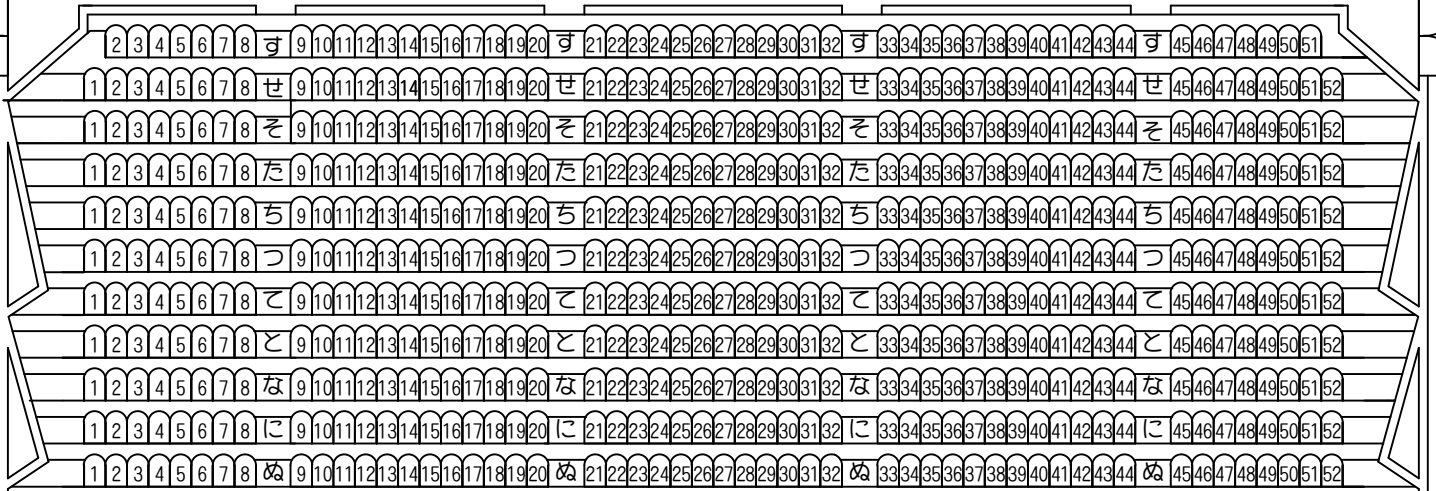 2 3 4 5 6 7 8 す 9 10 11 12 13 14 15 16 17 18 19 20 す 21 22 23 24 25 26 27 28 29 30 31 32 す 33 34 35 36 37 38 39 40 41 42 43 44 す 45 46 47 48 49 50 51
1 2 3 4 5 6 7 8 せ 9 10 11 12 13 14 15 16 17 18 19 20 せ 21 22 23 24 25 26 27 28 29 30 31 32 せ 33 34 35 36 37 38 39 40 41 42 43 44 せ 45 46 47 48 49 50 51 52
1 2 3 4 5 6 7 8 そ 9 10 11 12 13 14 15 16 17 18 19 20 そ 21 22 23 24 25 26 27 28 29 30 31 32 そ 33 34 35 36 37 38 39 40 41 42 43 44 そ 45 46 47 48 49 50 51 52
1 2 3 4 5 6 7 8 た 9 10 11 12 13 14 15 16 17 18 19 20 た 21 22 23 24 25 26 27 28 29 30 31 32 た 33 34 35 36 37 38 39 40 41 42 43 44 た 45 46 47 48 49 50 51 52
1 2 3 4 5 6 7 8 ち 9 10 11 12 13 14 15 16 17 18 19 20 ち 21 22 23 24 25 26 27 28 29 30 31 32 ち 33 34 35 36 37 38 39 40 41 42 43 44 ち 45 46 47 48 49 50 51 52
1 2 3 4 5 6 7 8 つ 9 10 11 12 13 14 15 16 17 18 19 20 つ 21 22 23 24 25 26 27 28 29 30 31 32 つ 33 34 35 36 37 38 39 40 41 42 43 44 つ 45 46 47 48 49 50 51 52
1 2 3 4 5 6 7 8 て 9 10 11 12 13 14 15 16 17 18 19 20 て 21 22 23 24 25 26 27 28 29 30 31 32 て 33 34 35 36 37 38 39 40 41 42 43 44 て 45 46 47 48 49 50 51 52
1 2 3 4 5 6 7 8 と 9 10 11 12 13 14 15 16 17 18 19 20 と 21 22 23 24 25 26 27 28 29 30 31 32 と 33 34 35 36 37 38 39 40 41 42 43 44 と 45 46 47 48 49 50 51 52
1 2 3 4 5 6 7 8 な 9 10 11 12 13 14 15 16 17 18 19 20 な 21 22 23 24 25 26 27 28 29 30 31 32 な 33 34 35 36 37 38 39 40 41 42 43 44 な 45 46 47 48 49 50 51 52
1 2 3 4 5 6 7 8 に 9 10 11 12 13 14 15 16 17 18 19 20 に 21 22 23 24 25 26 27 28 29 30 31 32 に 33 34 35 36 37 38 39 40 41 42 43 44 に 45 46 47 48 49 50 51 52
1 2 3 4 5 6 7 8 ぬ 9 10 11 12 13 14 15 16 17 18 19 20 ぬ 21 22 23 24 25 26 27 28 29 30 31 32 ぬ 33 34 35 36 37 38 39 40 41 42 43 44 ぬ 45 46 47 48 49 50 51 52